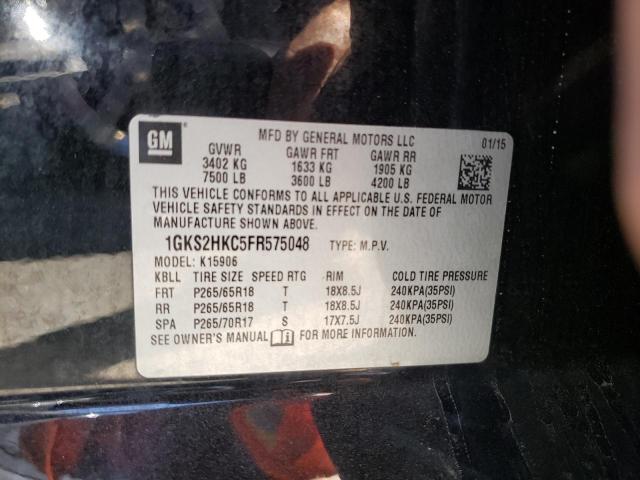 GM
MFD BY GENERAL MOTORS LLC 01/15
GVWR GAWR FRT GAWR RR
3402 KG 1633 KG 1905 KG
7500 LB 3600 LB 4200 LB
THIS VEHICLE CONFORMS TO ALL APPLICABLE U.S. FEDERAL MOTOR
VEHICLE SAFETY STANDARDS IN EFFECT ON THE DATE OF
MANUFACTURE SHOWN ABOVE.
1GKS2HKC5FR575048 TYPE: M.P.V.
MODEL: K15906
KBLL TIRE SIZE SPEED RTG RIM COLD TIRE PRESSURE
FRT P265/65R18 T 18X8.5J 240KPA(35PSI)
RR P265/65R18 T 18X8.5J 240KPA(35PSI)
SPA P265/70R17 S 17X7.5J 240KPA(35PSI)
SEE OWNER'S MANUAL FOR MORE INFORMATION.